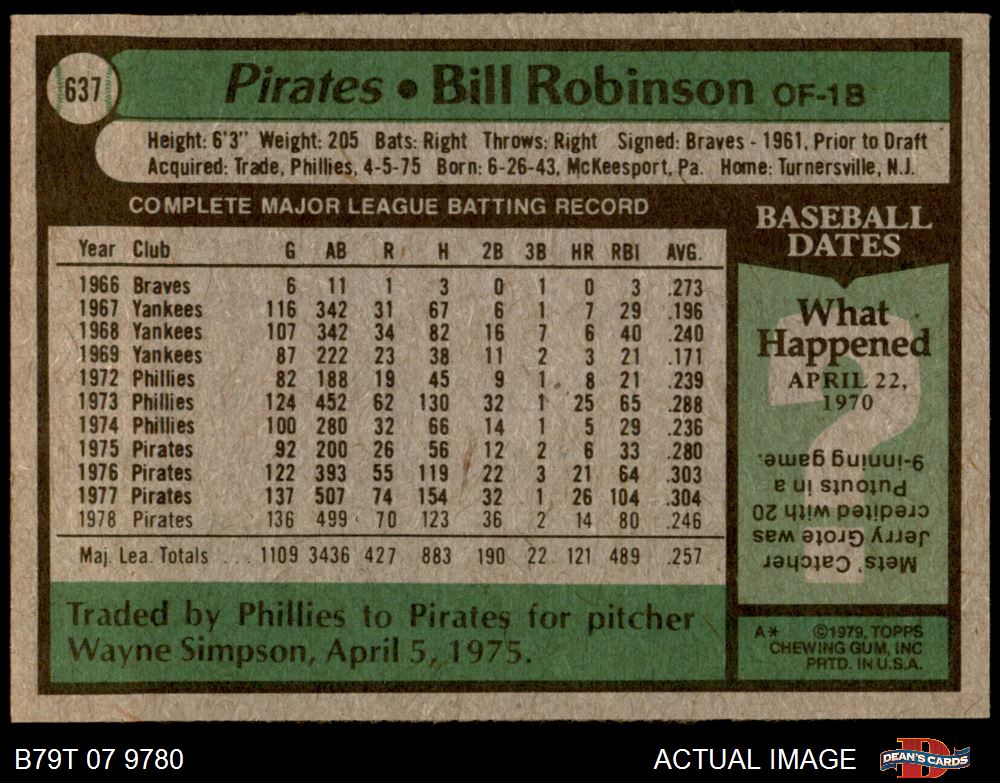 637
Pirates • Bill Robinson OF-1B
Height: 6'3" Weight: 205 Bats: Right Throws: Right Signed: Braves - 1961, Prior to Draft
Acquired: Trade, Phillies, 4-5-75 Born: 6-26-43, McKeesport, Pa. Home: Turnersville, N.J.
COMPLETE MAJOR LEAGUE BATTING RECORD
Year Club G AB R H 2B 3B HR RBI AVG.
1966 Braves 6 11 1 3 0 1 0 3 .273
1967 Yankees 116 342 31 67 6 1 7 29 .196
1968 Yankees 107 342 34 82 16 7 6 40 .240
1969 Yankees 87 222 23 38 11 2 3 21 .171
1972 Phillies 82 188 19 45 9 1 8 21 .239
1973 Phillies 124 452 62 130 32 1 25 65 .288
1974 Phillies 100 280 32 66 14 1 5 29 .236
1975 Pirates 92 200 26 56 12 2 6 33 .280
1976 Pirates 122 393 55 119 22 3 21 64 .303
1977 Pirates 137 507 74 154 32 1 26 104 .304
1978 Pirates 136 499 70 123 36 2 14 80 .246
Maj. Lea. Totals ... 1109 3436 427 883 190 22 121 489 .257
Traded by Phillies to Pirates for pitcher
Wayne Simpson, April 5, 1975.
BASEBALL
DATES
What
Happened
APRIL 22,
1970
?
Mets' Catcher
Jerry Grote was
credited with 20
Putouts in a
9-inning game.
A* ©1979, TOPPS
CHEWING GUM, INC
PRTD. IN U.S.A.
B79T 07 9780
ACTUAL IMAGE
D
DEAN'S CARDS